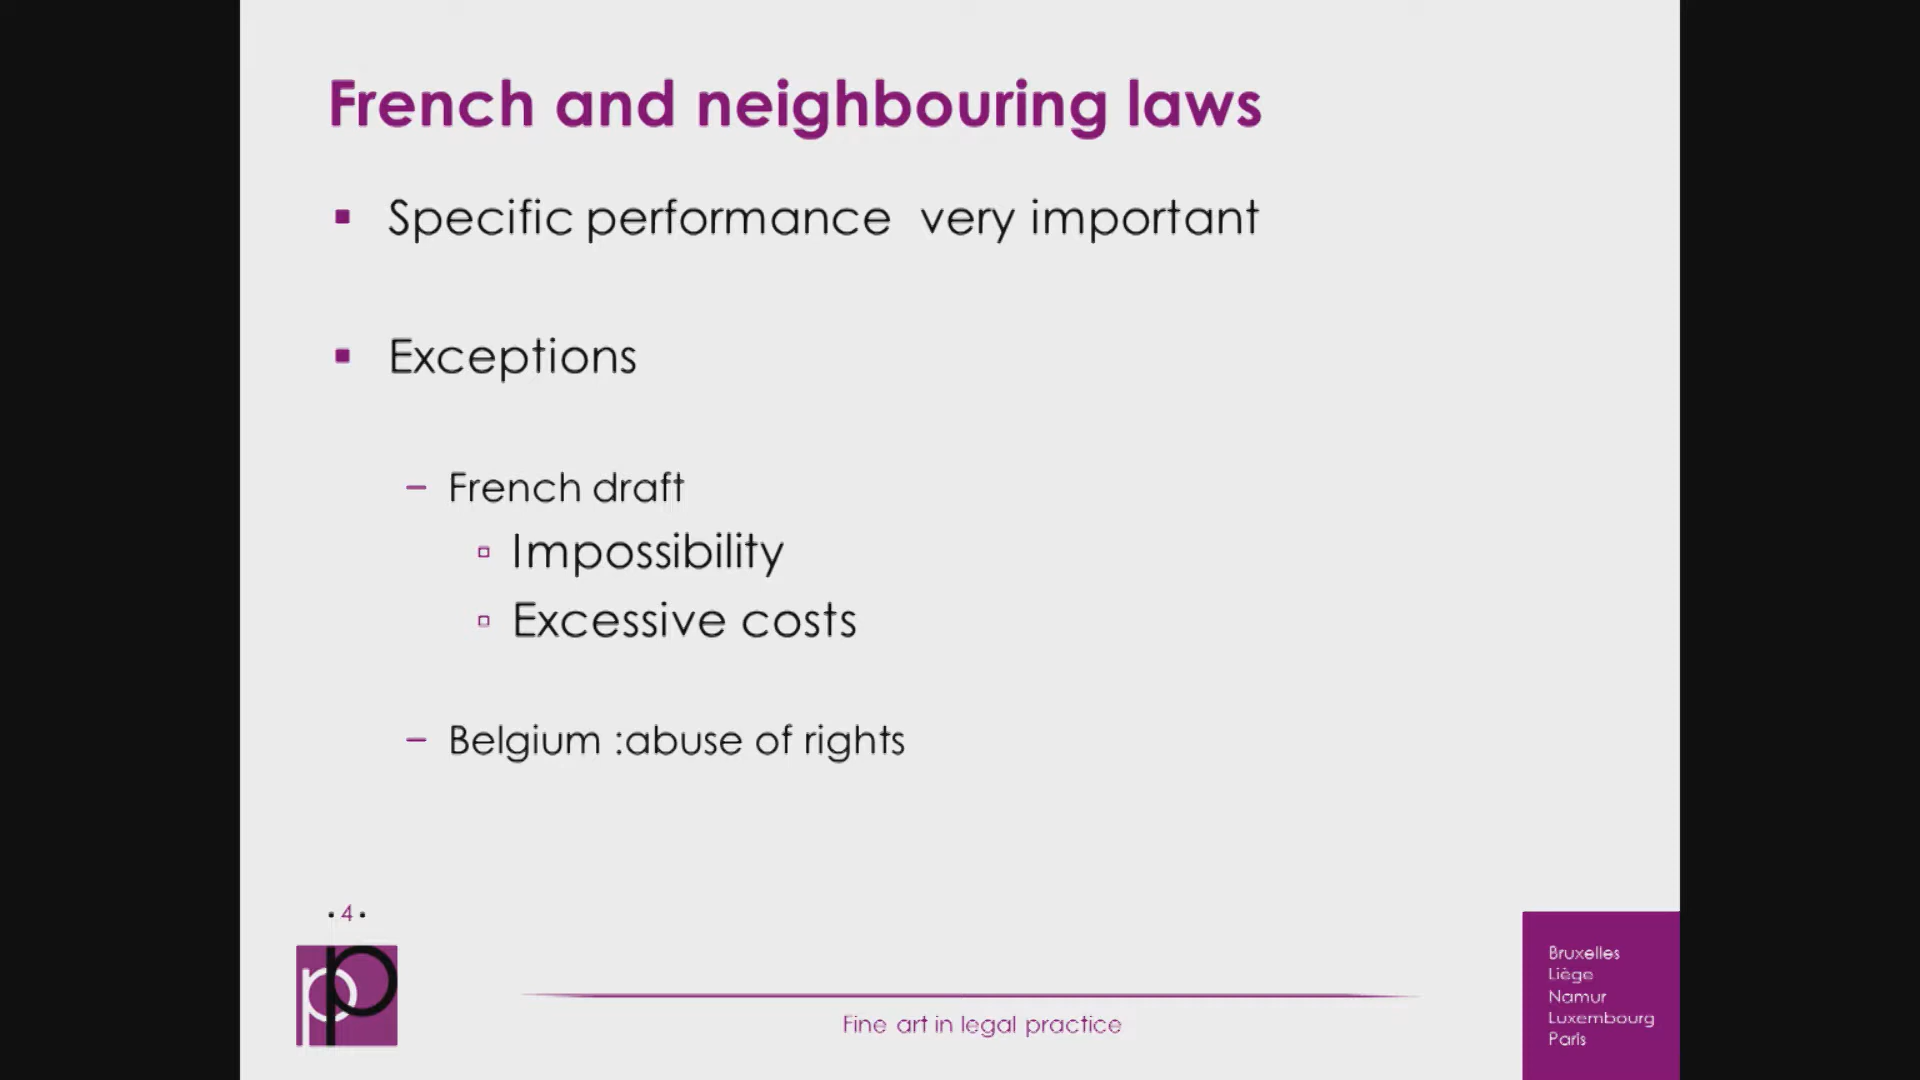 French and neighbouring laws
▪ Specific performance very important
▪ Exceptions
– French draft
▫ Impossibility
▫ Excessive costs
– Belgium :abuse of rights
• 4 •
pp
Fine art in legal practice
Bruxelles
Liège
Namur
Luxembourg
Paris